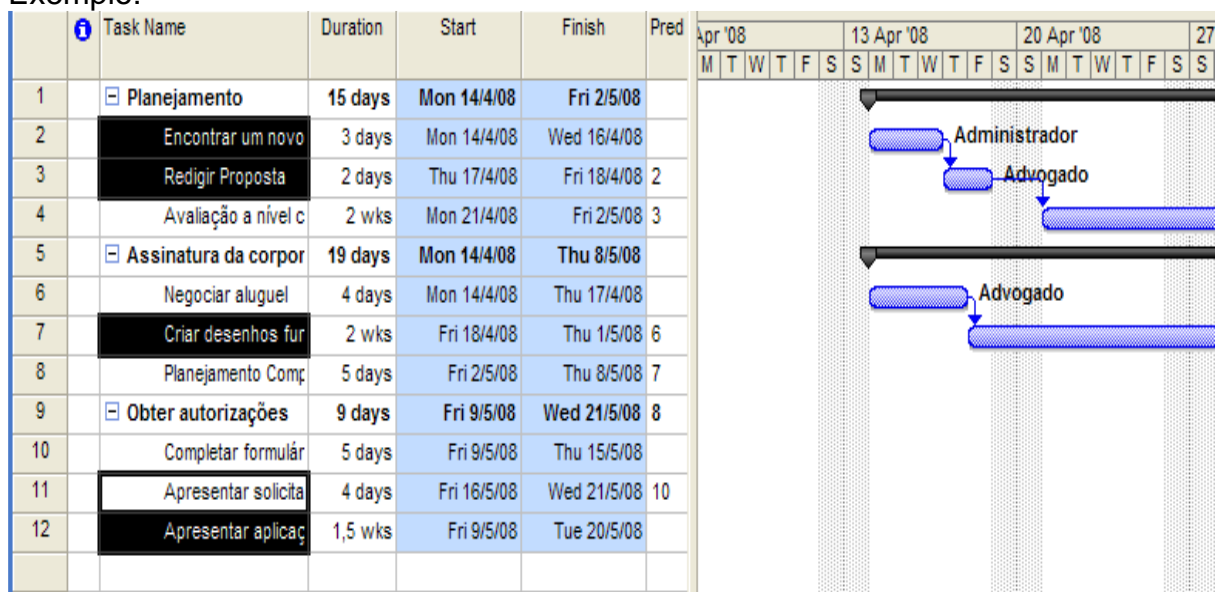 Exemplo:
Task Name Duration Start Finish Pred Apr '08 13 Apr '08 20 Apr '08 27
M T W T F S S M T W T F S S M T W T F S S
1 Planejamento 15 days Mon 14/4/08 Fri 2/5/08
2 Encontrar um novo 3 days Mon 14/4/08 Wed 16/4/08 Administrador
3 Redigir Proposta 2 days Thu 17/4/08 Fri 18/4/08 2 Advogado
4 Avaliação a nível c 2 wks Mon 21/4/08 Fri 2/5/08 3
5 Assinatura da corpor 19 days Mon 14/4/08 Thu 8/5/08
6 Negociar aluguel 4 days Mon 14/4/08 Thu 17/4/08 Advogado
7 Criar desenhos fur 2 wks Fri 18/4/08 Thu 1/5/08 6
8 Planejamento Comp 5 days Fri 2/5/08 Thu 8/5/08 7
9 Obter autorizações 9 days Fri 9/5/08 Wed 21/5/08 8
10 Completar formulár 5 days Fri 9/5/08 Thu 15/5/08
11 Apresentar solicita 4 days Fri 16/5/08 Wed 21/5/08 10
12 Apresentar aplicaç 1,5 wks Fri 9/5/08 Tue 20/5/08